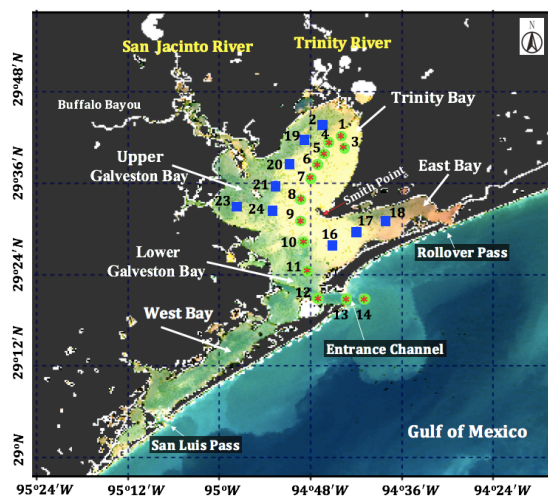 N
San Jacinto River
Trinity River
29°48'N
Buffalo Bayou
Trinity Bay
2
1
4
3
19
5
6
20
7
Upper
Galveston Bay
29°36'N
21
8
Smith Point
East Bay
23
24
9
18
17
16
10
Rollover Pass
29°24'N
Lower
Galveston Bay
11
12
13
14
West Bay
Entrance Channel
29°12'N
San Luis Pass
Gulf of Mexico
29°N
95°24'W
95°12'W
95°W
94°48'W
94°36'W
94°24'W